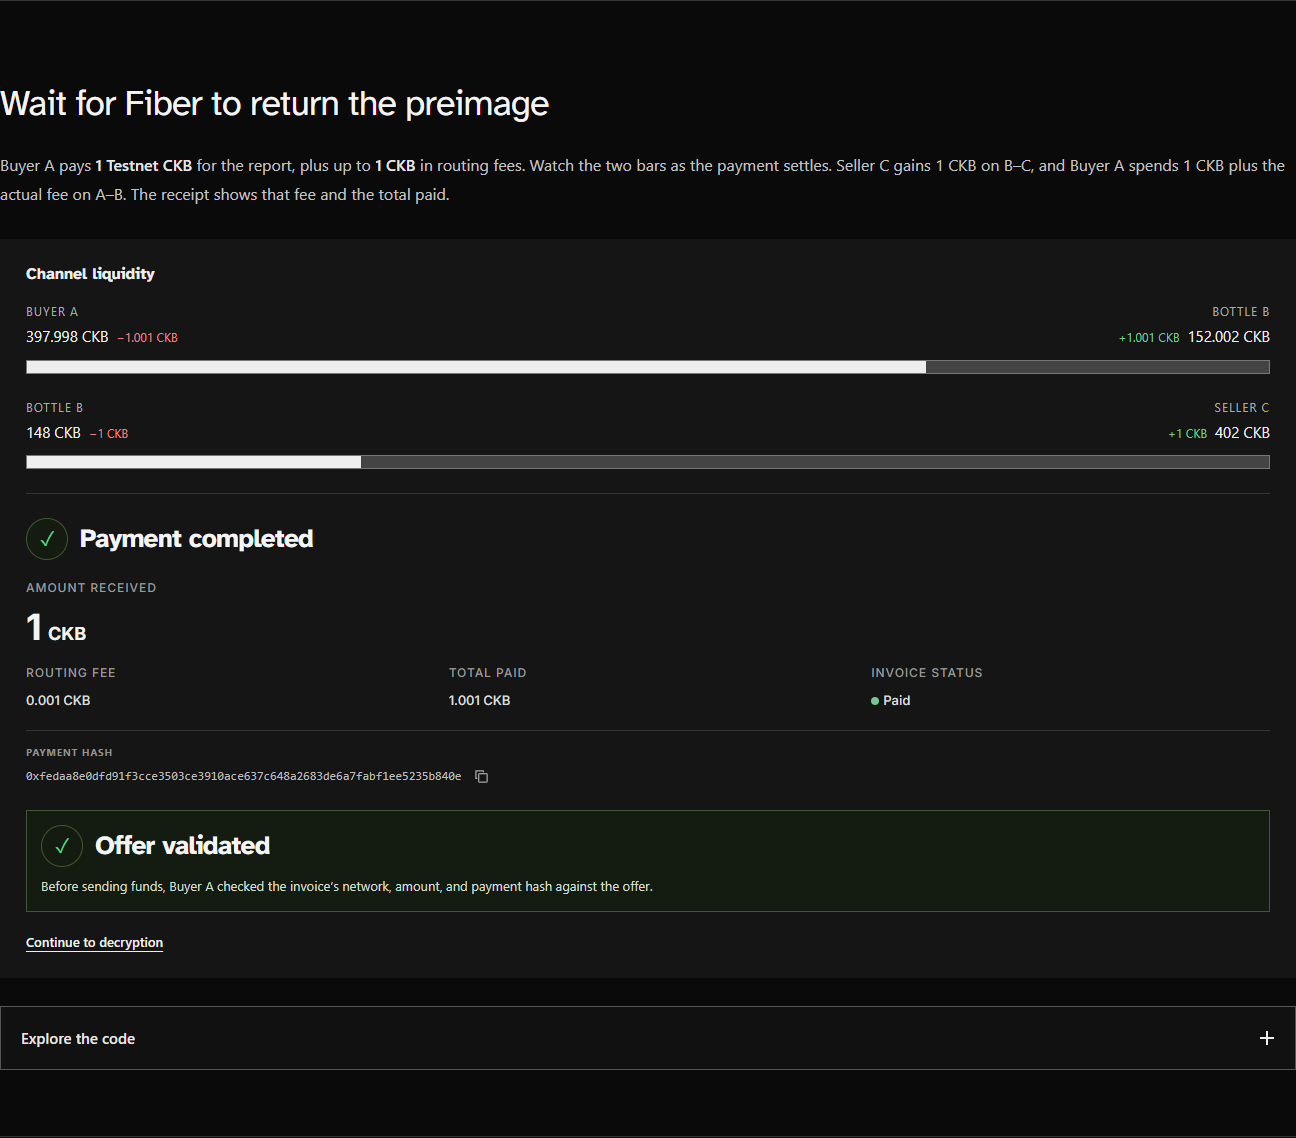 Wait for Fiber to return the preimage
Buyer A pays 1 Testnet CKB for the report, plus up to 1 CKB in routing fees. Watch the two bars as the payment settles. Seller C gains 1 CKB on B–C, and Buyer A spends 1 CKB plus the
actual fee on A–B. The receipt shows that fee and the total paid.
Channel liquidity
BUYER A BOTTLE B
397.998 CKB −1.001 CKB +1.001 CKB 152.002 CKB
BOTTLE B SELLER C
148 CKB −1 CKB +1 CKB 402 CKB
Payment completed
AMOUNT RECEIVED
1 CKB
ROUTING FEE TOTAL PAID INVOICE STATUS
0.001 CKB 1.001 CKB Paid
PAYMENT HASH
0xfedaa8e0dfd91f3cce3503ce3910ace637c648a2683de6a7fabf1ee5235b840e
Offer validated
Before sending funds, Buyer A checked the invoice’s network, amount, and payment hash against the offer.
Continue to decryption
Explore the code